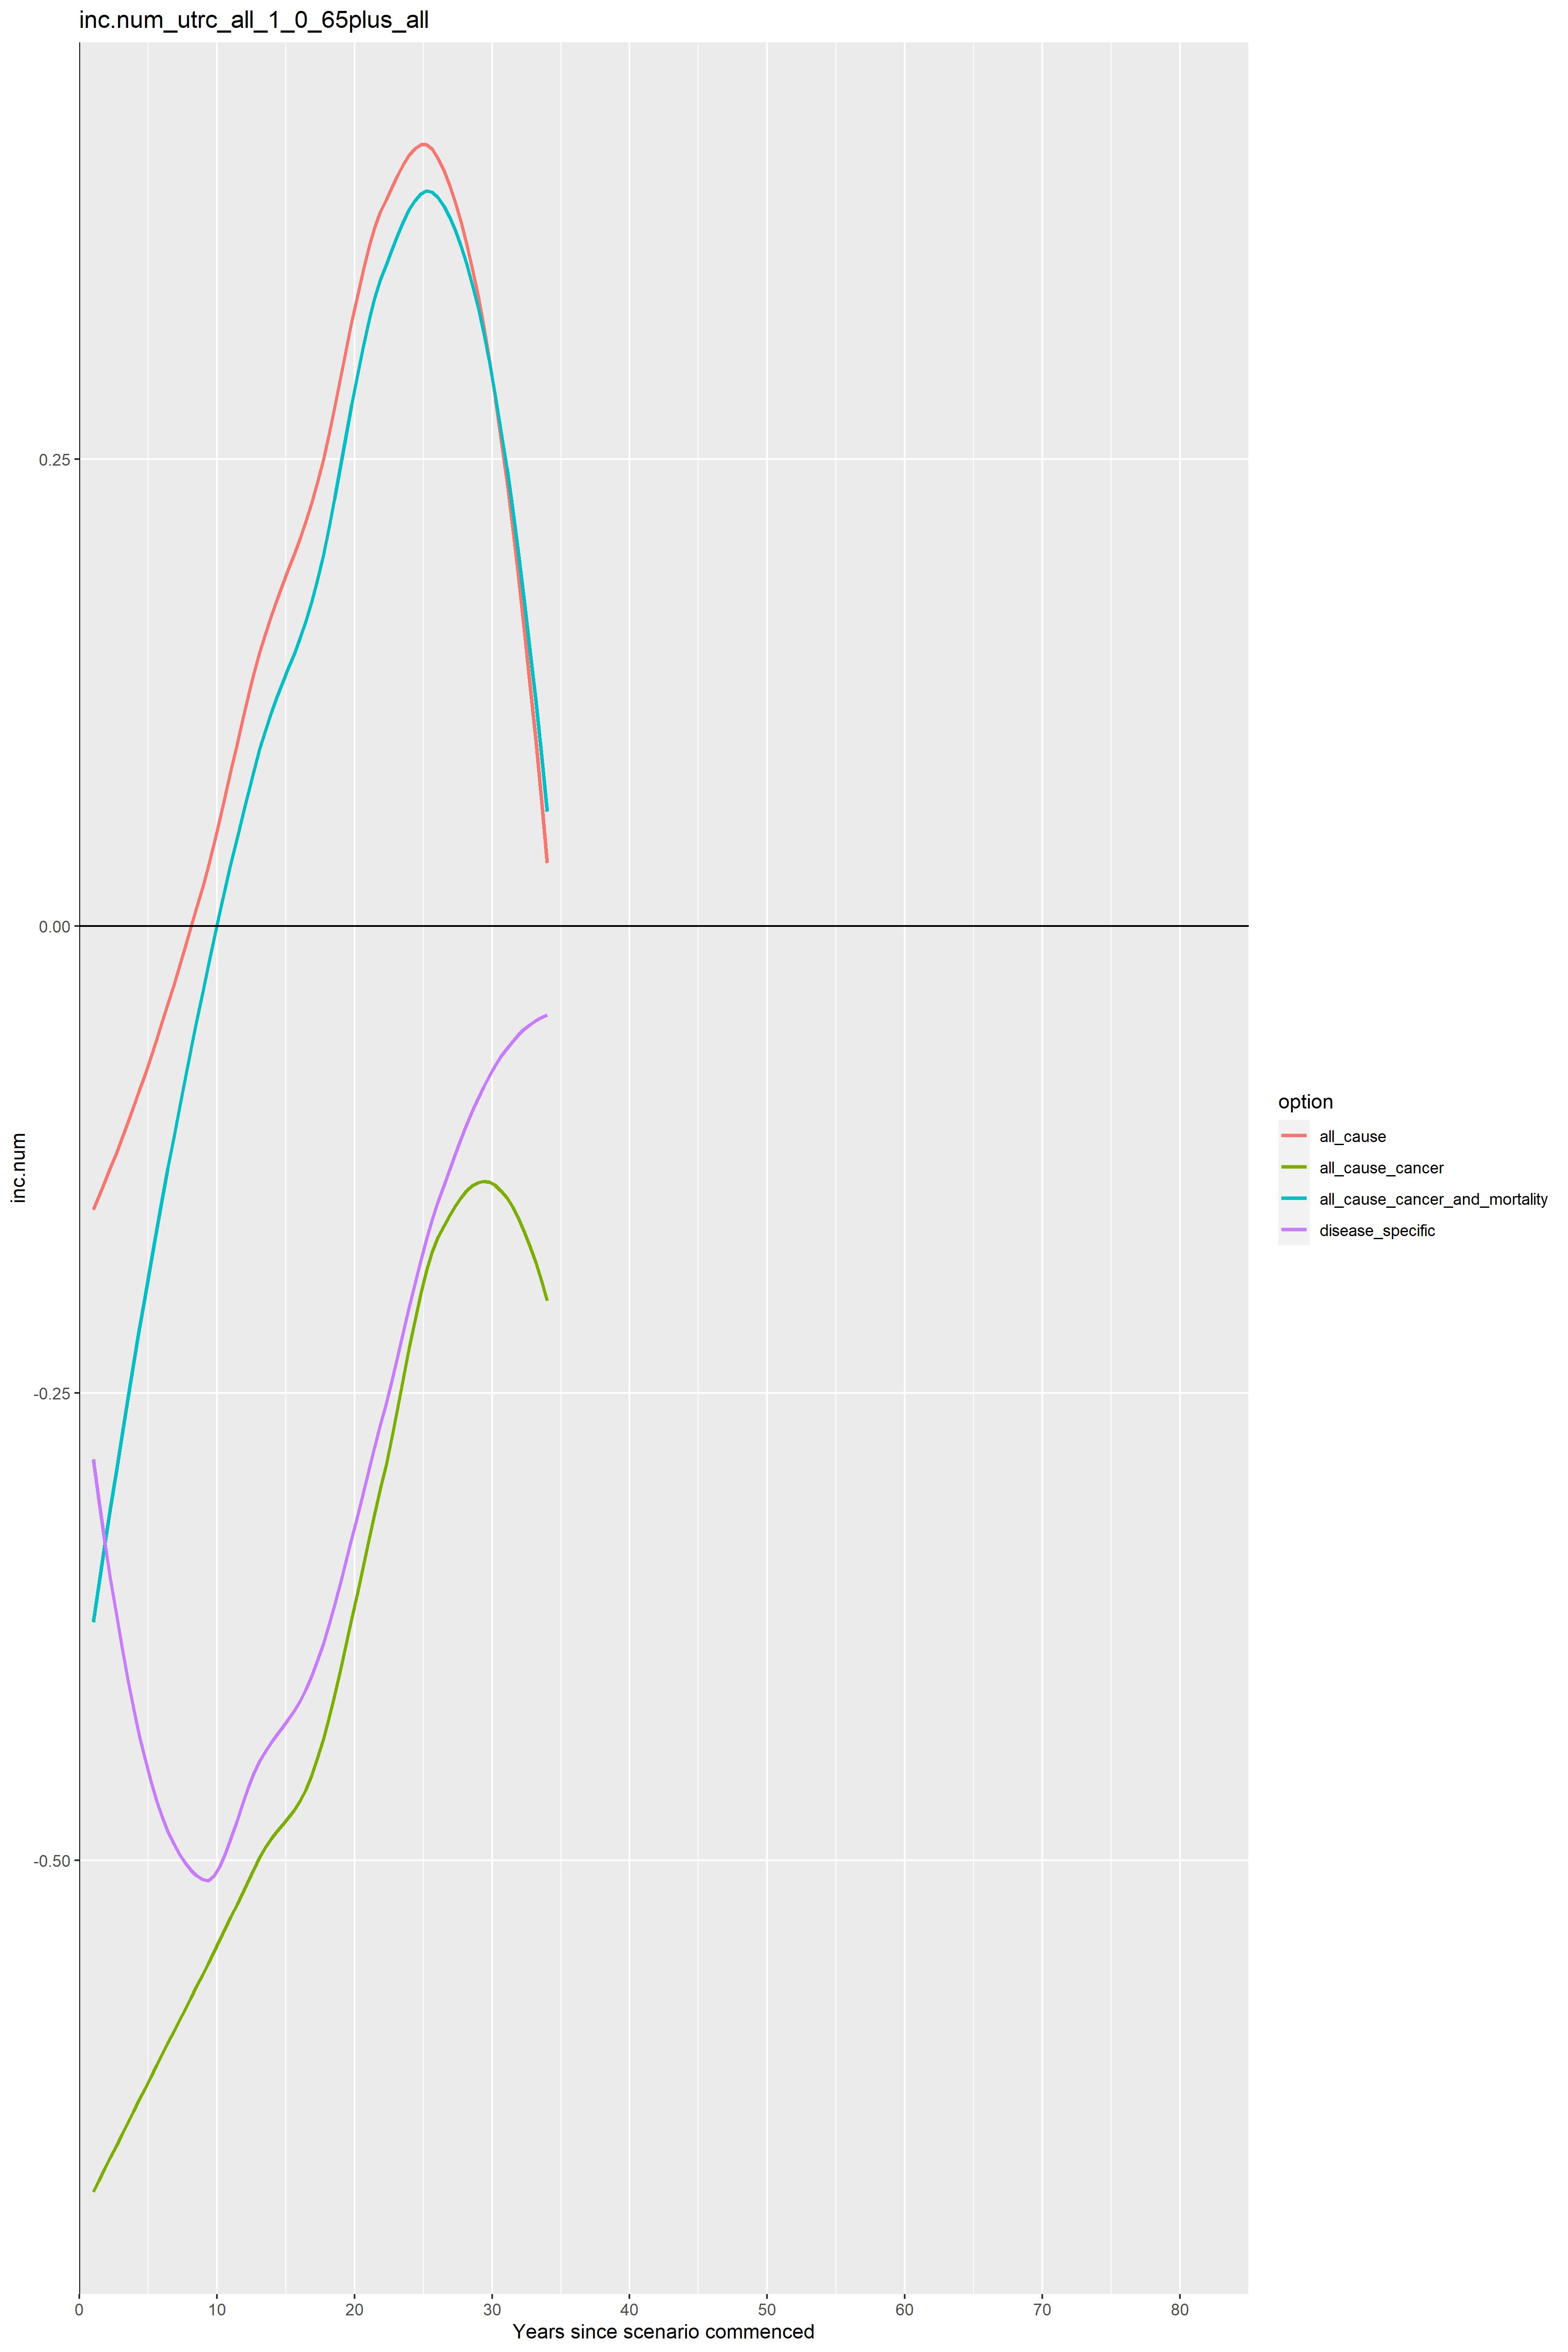 inc.num_utrc_all_1_0_65plus_all
0.25
0.00
-0.25
-0.50
inc.num
0 10 20 30 40 50 60 70 80
Years since scenario commenced
option
all_cause
all_cause_cancer
all_cause_cancer_and_mortality
disease_specific